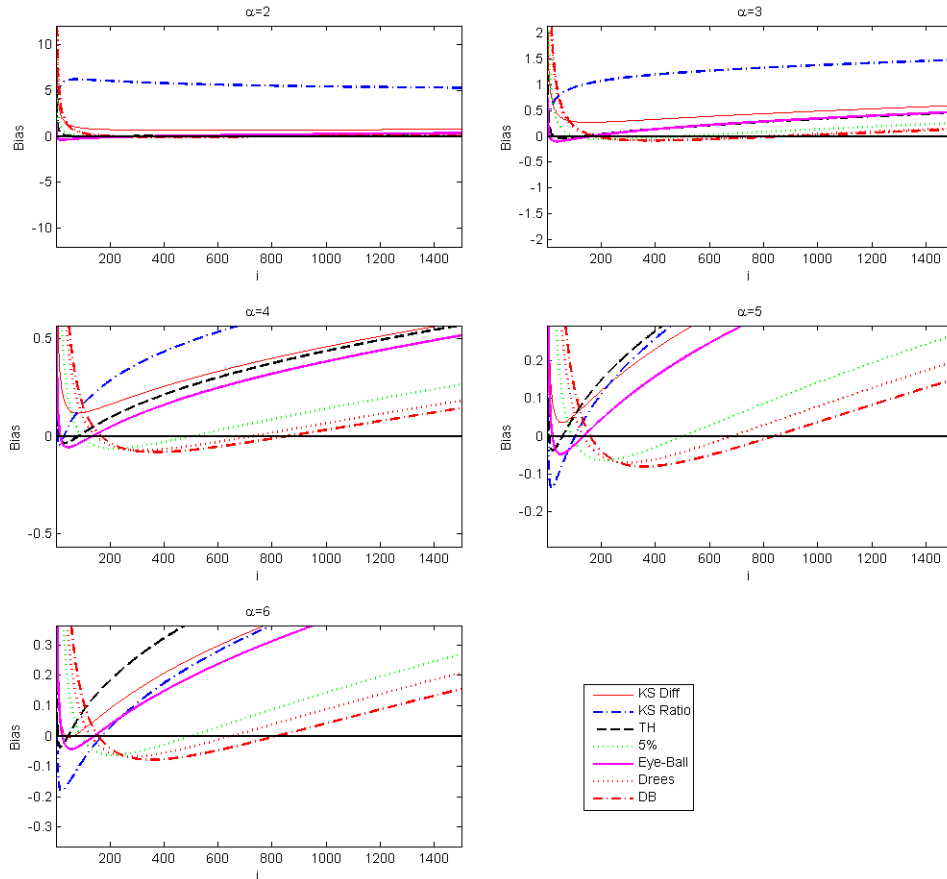 α=2
10
5
0
-5
-10
Bias
200 400 600 800 1000 1200 1400
i
α=3
2
1.5
1
0.5
0
-0.5
-1
-1.5
-2
Bias
200 400 600 800 1000 1200 1400
i
α=4
0.5
0
-0.5
Bias
200 400 600 800 1000 1200 1400
i
α=5
0.2
0.1
0
-0.1
-0.2
Bias
200 400 600 800 1000 1200 1400
i
α=6
0.3
0.2
0.1
0
-0.1
-0.2
-0.3
Bias
200 400 600 800 1000 1200 1400
i
KS Diff
KS Ratio
TH
5%
Eye-Ball
Drees
DB